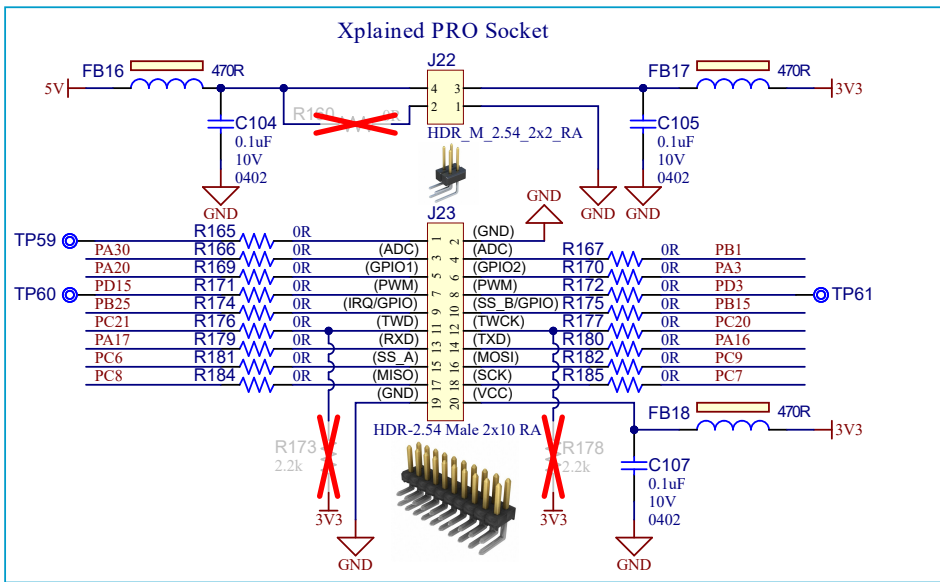 Xplained PRO Socket
J22
FB16 470R
FB17 470R
5V
4 3
3V3
R160 0R
2 1
C104
0.1uF
10V
0402
HDR_M_2.54_2x2_RA
C105
0.1uF
10V
0402
GND
GND
GND
GND
J23
TP59 R165 0R 1 2 (GND)
PA30 R166 0R (ADC) 3 4 (ADC) R167 0R PB1
PA20 R169 0R (GPIO1) 5 6 (GPIO2) R170 0R PA3
TP60 PD15 R171 0R (PWM) 7 8 (PWM) R172 0R PD3 TP61
PB25 R174 0R (IRQ/GPIO) 9 10 (SS_B/GPIO) R175 0R PB15
PC21 R176 0R (TWD) 11 12 (TWCK) R177 0R PC20
PA17 R179 0R (RXD) 13 14 (TXD) R180 0R PA16
PC6 R181 0R (SS_A) 15 16 (MOSI) R182 0R PC9
PC8 R184 0R (MISO) 17 18 (SCK) R185 0R PC7
(GND) 19 20 (VCC)
FB18 470R
3V3
HDR-2.54 Male 2x10 RA
R173
2.2k
3V3
R178
2.2k
3V3
C107
0.1uF
10V
0402
GND
GND